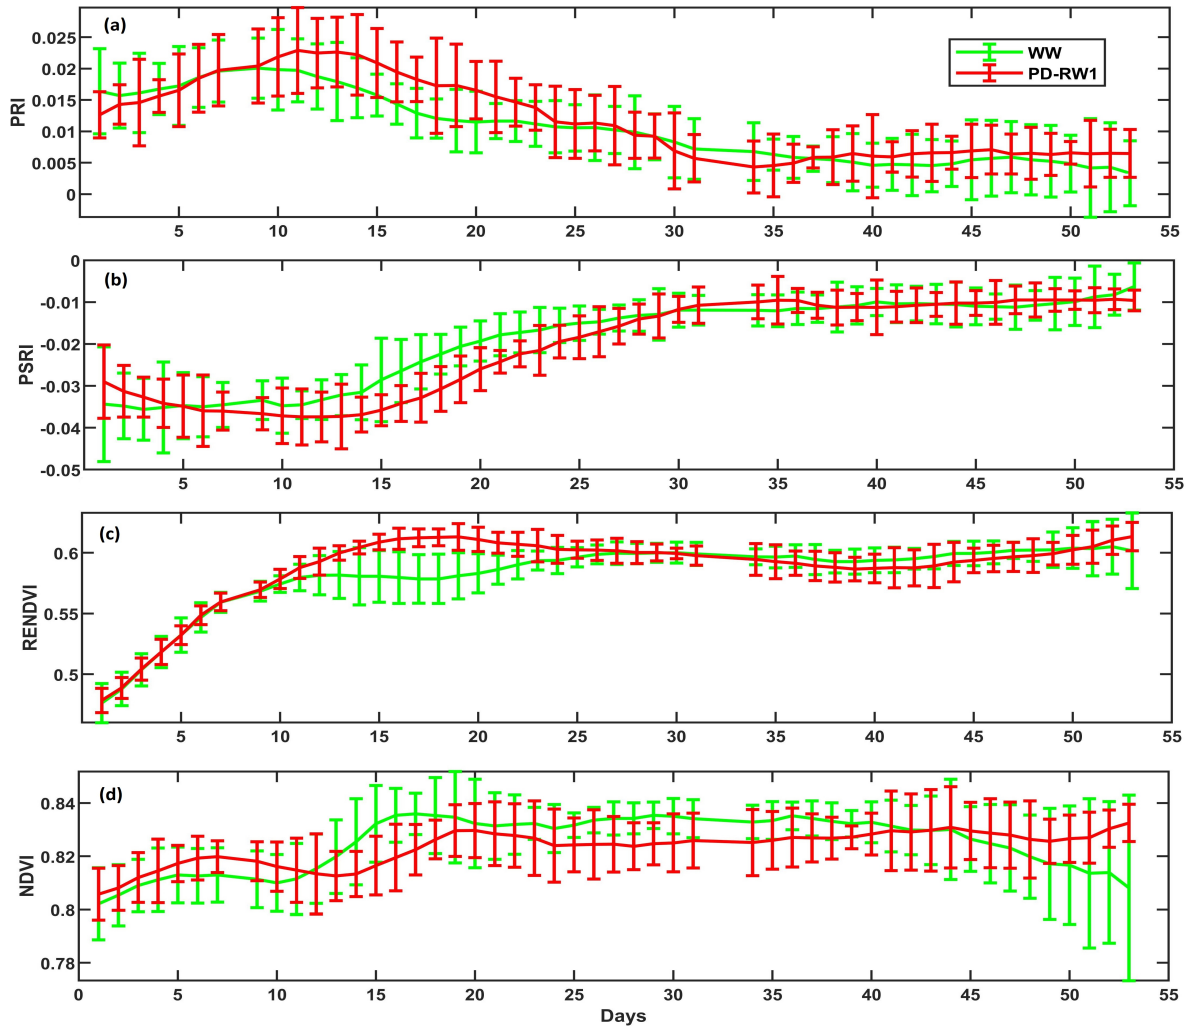 (a)
WW
PD-RW1
PRI
0.025
0.02
0.015
0.01
0.005
0
5 10 15 20 25 30 35 40 45 50 55
(b)
PSRI
0
-0.01
-0.02
-0.03
-0.04
-0.05
5 10 15 20 25 30 35 40 45 50 55
(c)
RENDVI
0.6
0.55
0.5
5 10 15 20 25 30 35 40 45 50 55
(d)
NDVI
0.84
0.82
0.8
0.78
0 5 10 15 20 25 30 35 40 45 50 55
Days